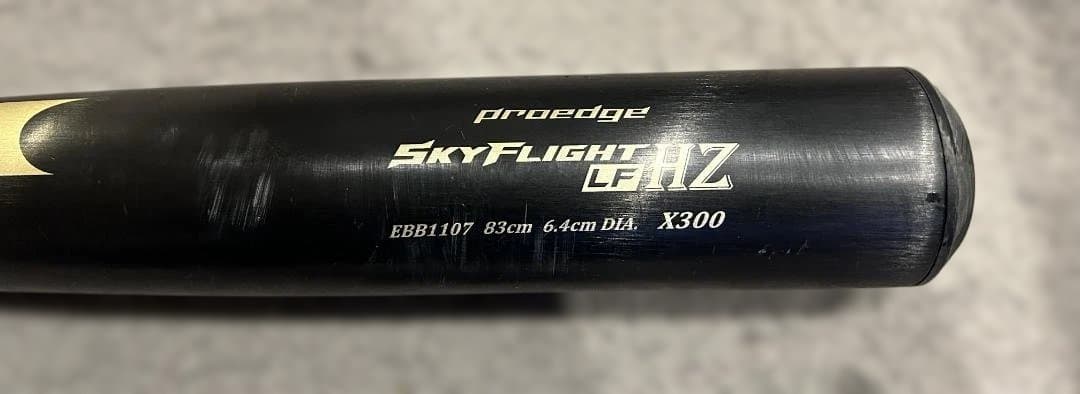 proedge
SKYFLIGHT
LF HZ
EBB1107 83cm 6.4cm DIA. X300